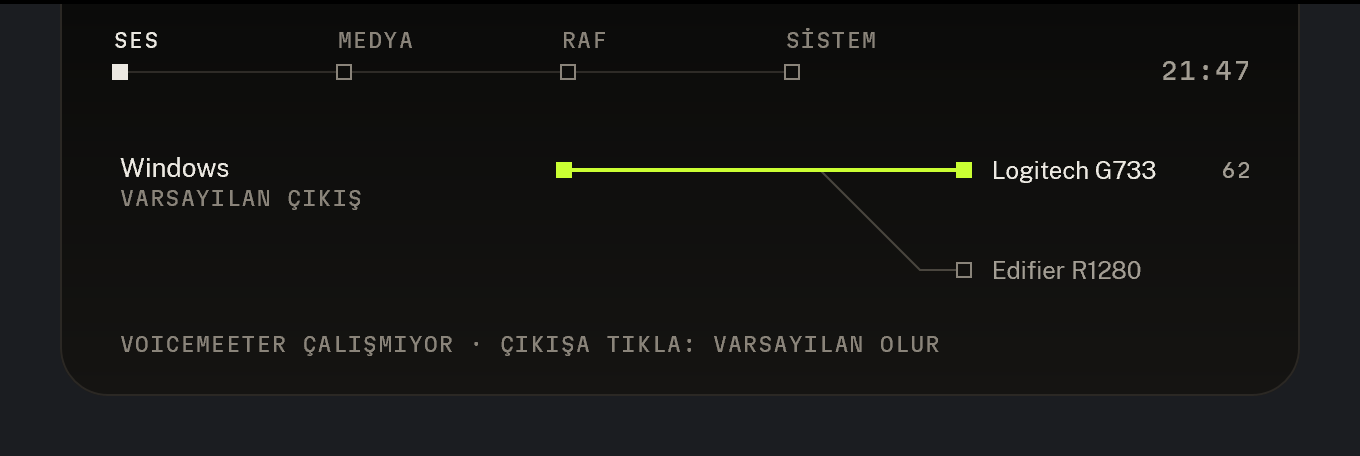 SES MEDYA RAF SİSTEM
21:47
Windows
VARSAYILAN ÇIKIŞ
Logitech G733 62
Edifier R1280
VOICEMEETER ÇALIŞMIYOR · ÇIKIŞA TIKLA: VARSAYILAN OLUR